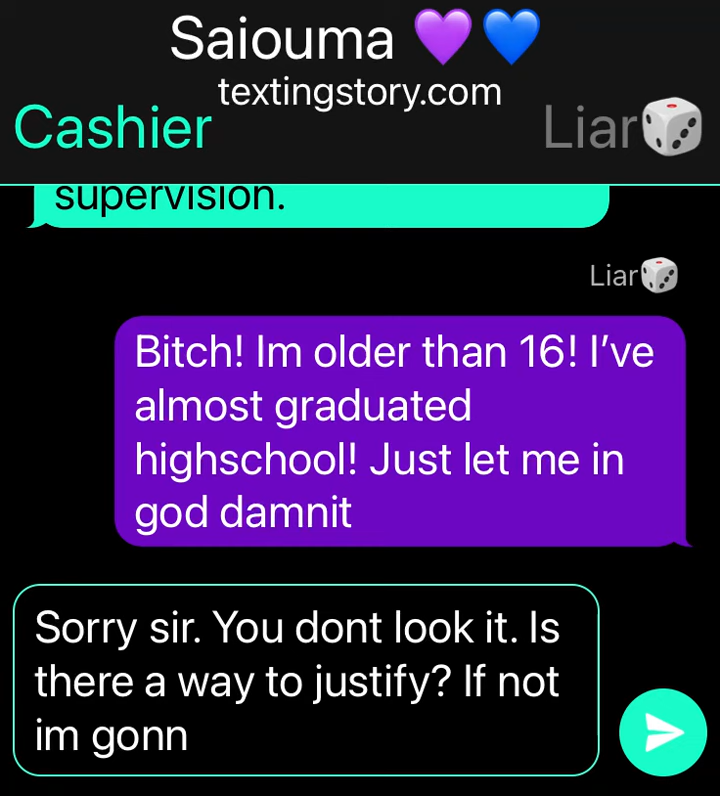 Saiouma 💜💙
textingstory.com
Cashier
Liar🎲
supervision.
Liar🎲
Bitch! Im older than 16! I’ve
almost graduated
highschool! Just let me in
god damnit
Sorry sir. You dont look it. Is
there a way to justify? If not
im gonn